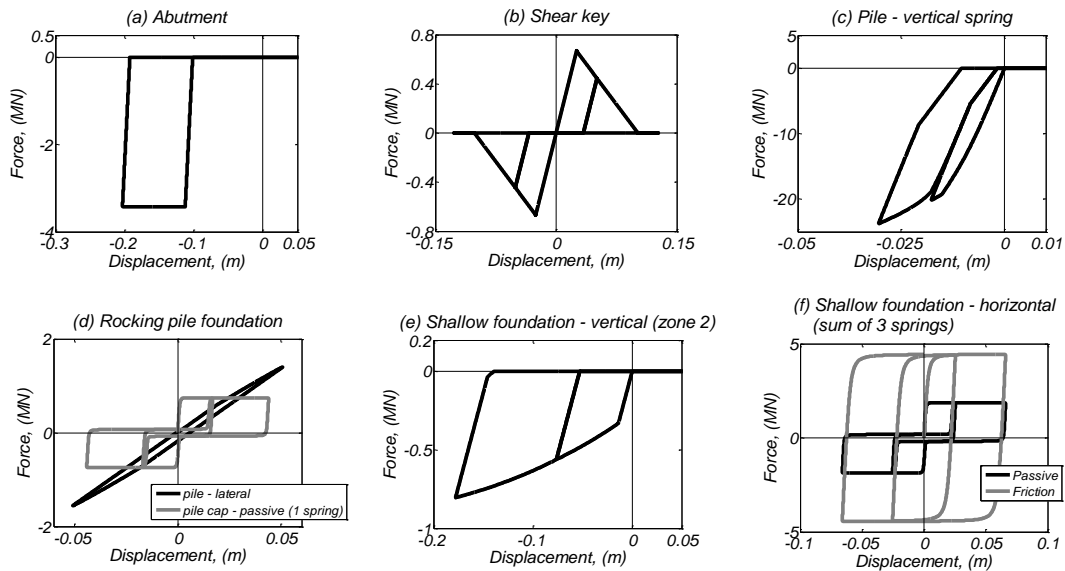 (a) Abutment
0.5
0
-2
-4
-0.3
-0.2
-0.1
0
0.05
Force, (MN)
Displacement, (m)
(b) Shear key
0.8
0.4
0
-0.4
-0.8
-0.15
0
0.15
Force, (MN)
Displacement, (m)
(c) Pile - vertical spring
5
0
-10
-20
-0.05
-0.025
0
0.01
Force, (MN)
Displacement, (m)
(d) Rocking pile foundation
2
0
-2
-0.05
0
0.05
Force, (MN)
Displacement, (m)
pile - lateral
pile cap - passive (1 spring)
(e) Shallow foundation - vertical (zone 2)
0.2
0
-0.5
-1
-0.2
-0.1
0
0.05
Force, (MN)
Displacement, (m)
(f) Shallow foundation - horizontal
(sum of 3 springs)
5
0
-5
-0.1
-0.05
0
0.05
0.1
Force, (MN)
Displacement, (m)
Passive
Friction